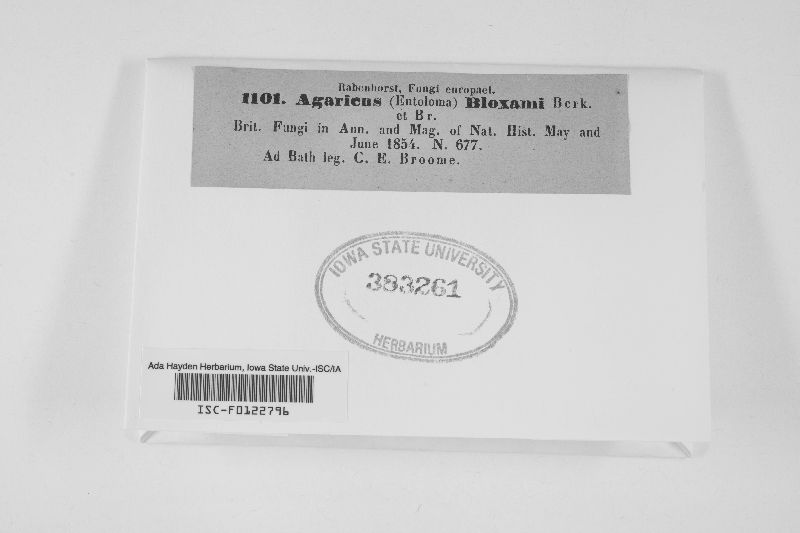 Rabenhorst, Fungi europaei.
1101. Agaricus (Entoloma) Bloxami Berk.
et Br.
Brit. Fungi in Ann. and Mag. of Nat. Hist. May and
June 1854. N. 677.
Ad Bath leg. C. E. Broome.
IOWA STATE UNIVERSITY
383261
HERBARIUM
Ada Hayden Herbarium, Iowa State Univ.-ISC/IA
ISC-F0122796